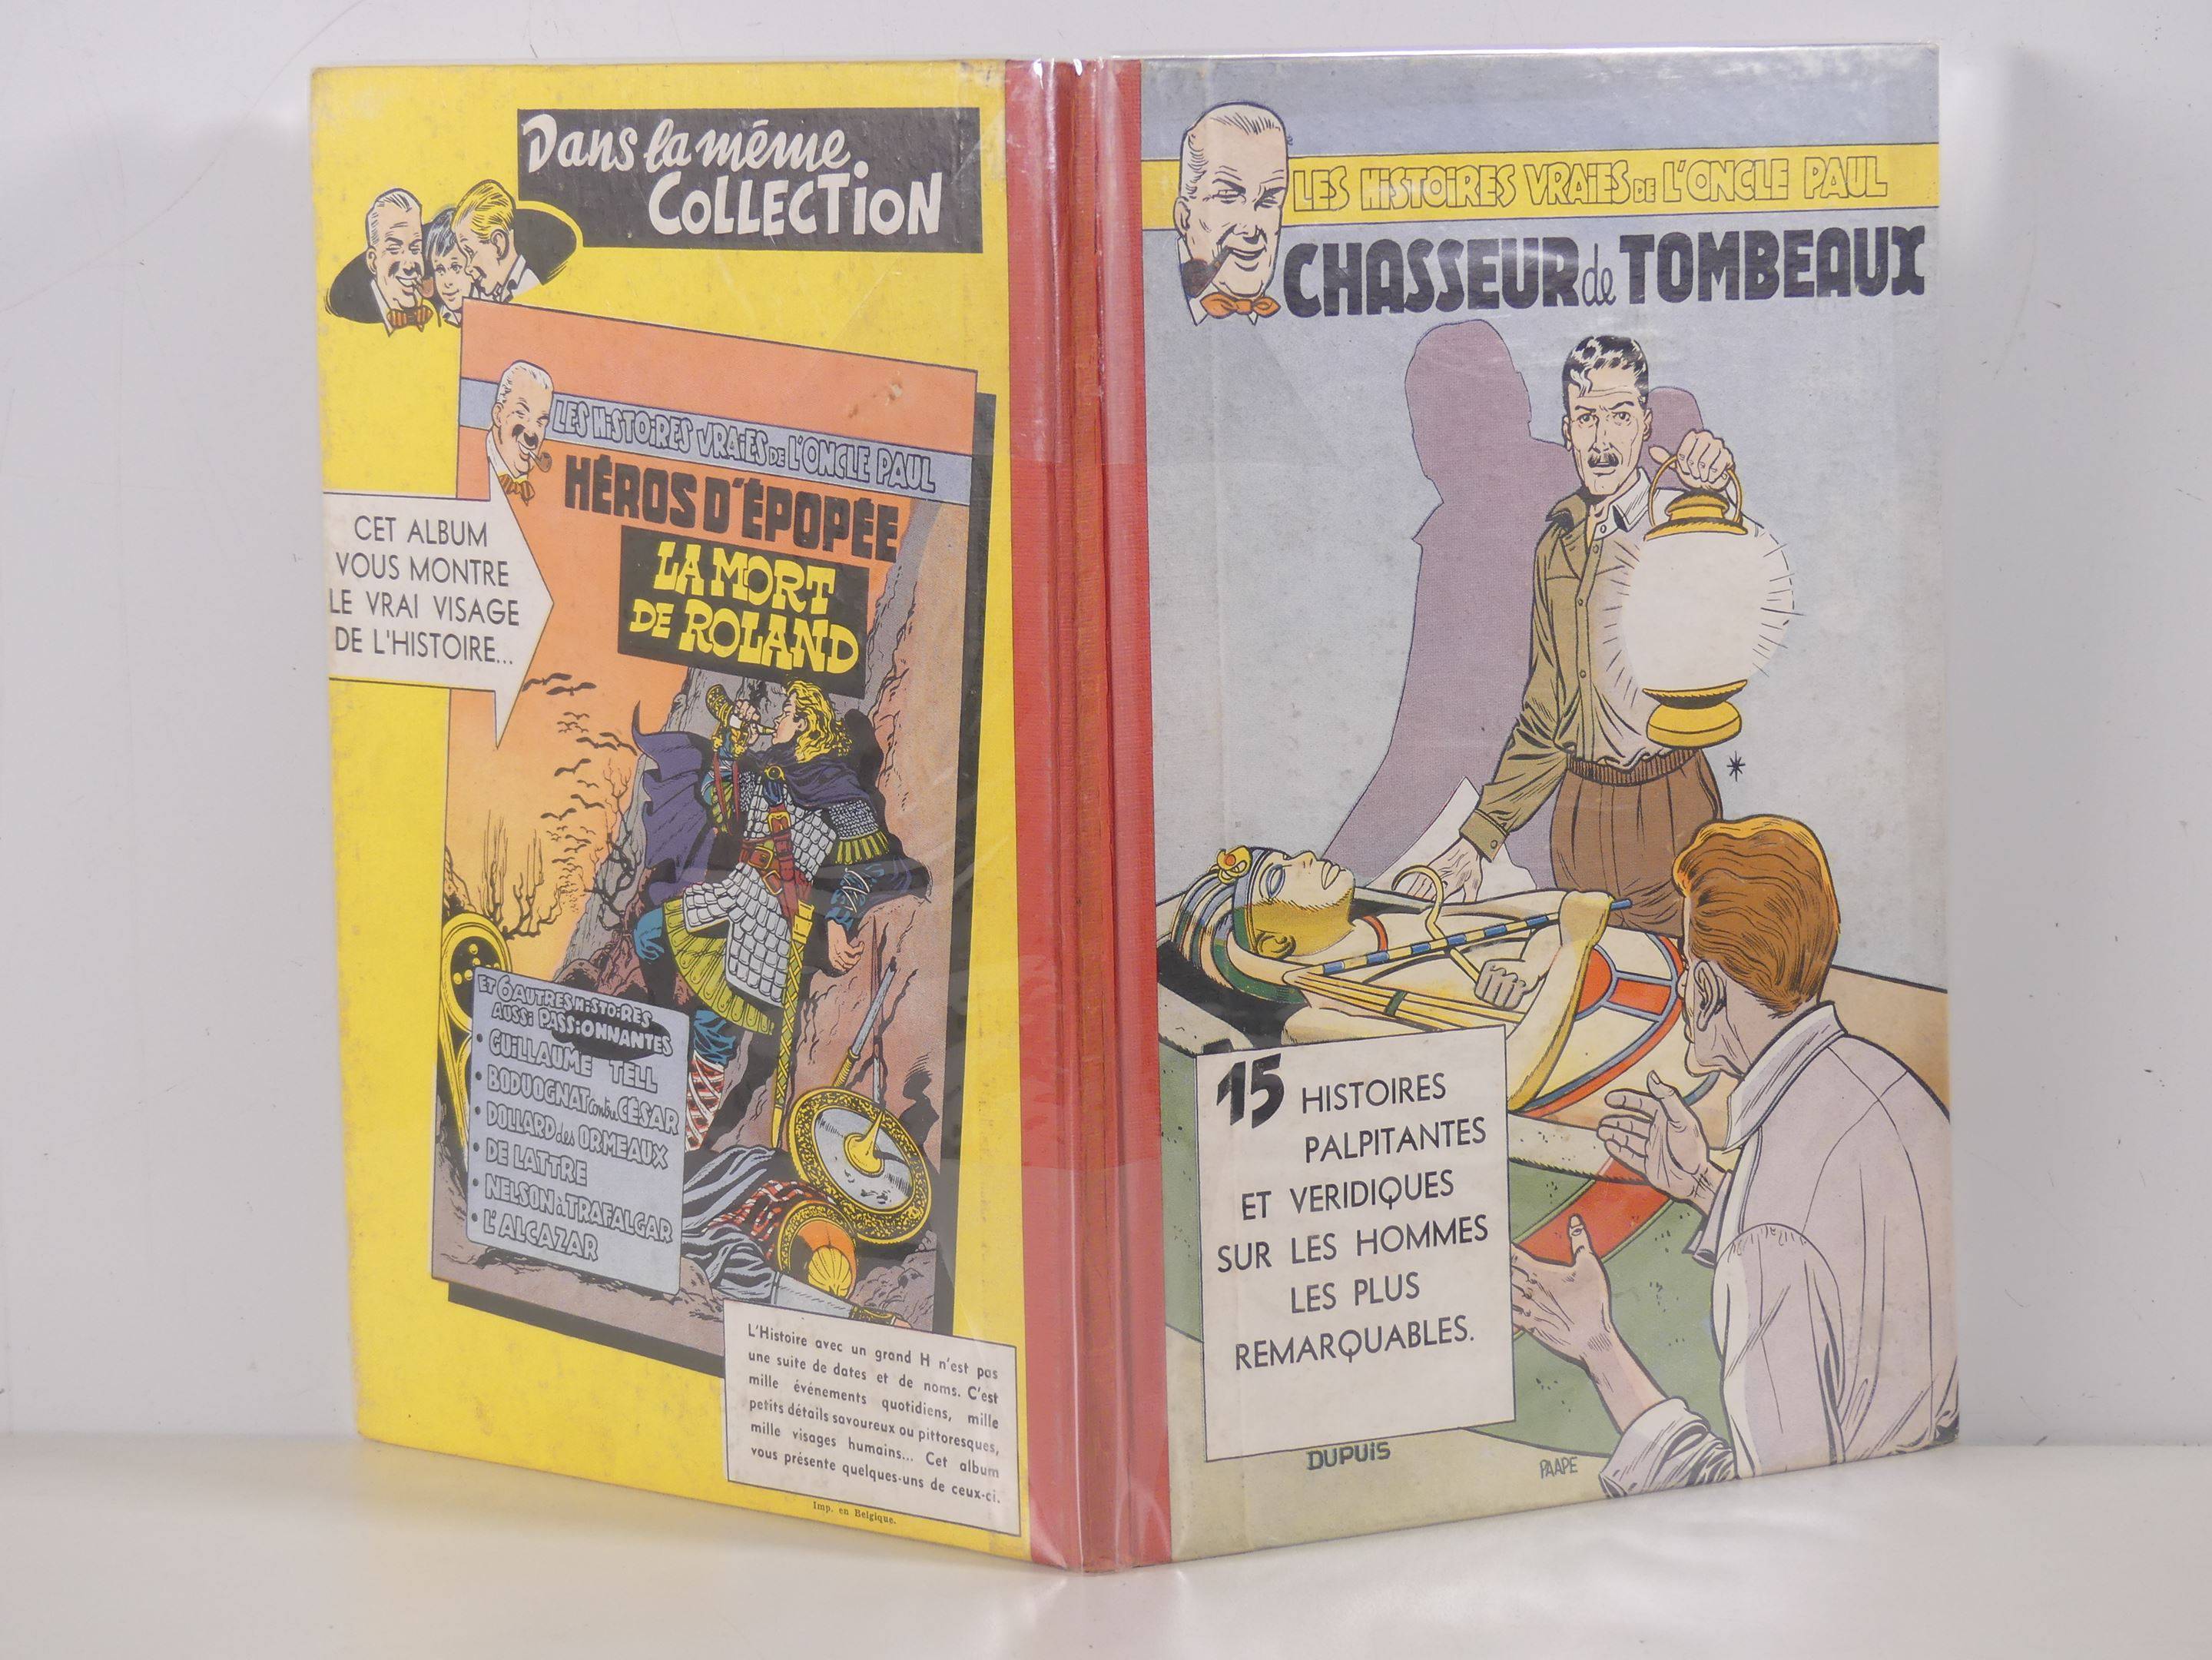 Dans la même
COLLECTION
LES HISTOIRES VRAIES DE L'ONCLE PAUL
HÉROS D'ÉPOPÉE
LA MORT
DE ROLAND
CET ALBUM
VOUS MONTRE
LE VRAI VISAGE
DE L'HISTOIRE...
ET 6 AUTRES HISTOIRES
AUSSI PASSIONNANTES
• GUILLAUME TELL
• BODUOGNAT contre CÉSAR
• DOLLARD des ORMEAUX
• DE LATTRE
• NELSON à TRAFALGAR
• L'ALCAZAR
L'Histoire avec un grand H n'est pas
une suite de dates et de noms. C'est
mille événements quotidiens, mille
petits détails savoureux ou pittoresques,
mille visages humains... Cet album
vous présente quelques-uns de ceux-ci.
Imp. en Belgique.
LES HISTOIRES VRAIES DE L'ONCLE PAUL
CHASSEUR de TOMBEAUX
15 HISTOIRES
PALPITANTES
ET VERIDIQUES
SUR LES HOMMES
LES PLUS
REMARQUABLES.
DUPUIS
PAAPE